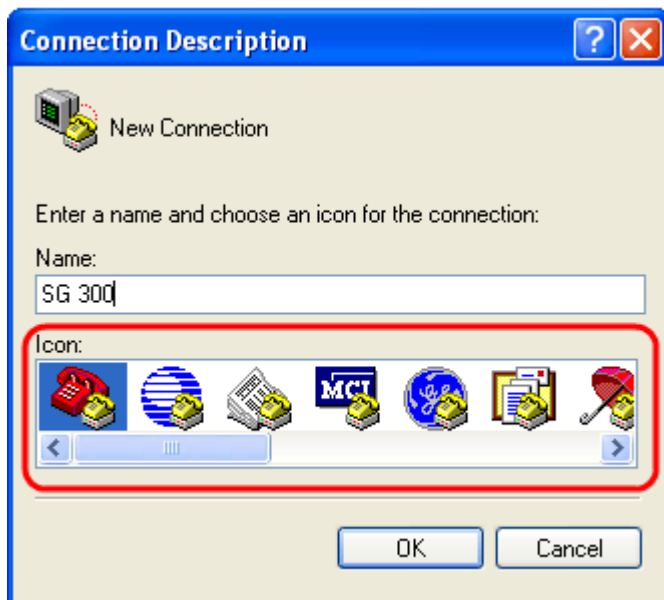 Connection Description
New Connection
Enter a name and choose an icon for the connection:
Name:
SG 300
Icon:
MCI
OK
Cancel